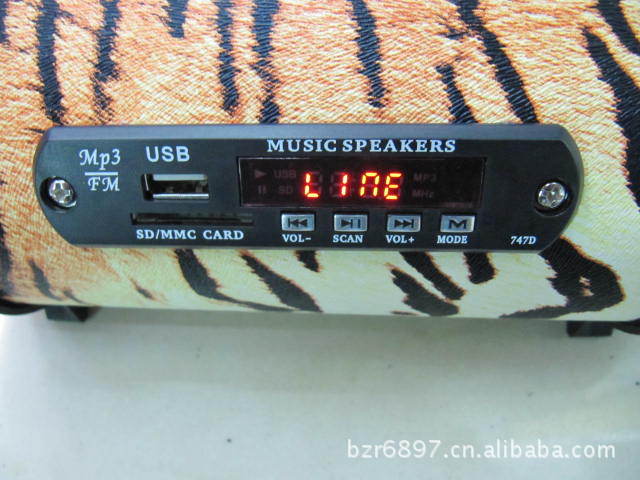 MUSIC SPEAKERS
Mp3
FM
USB
USB
SD
LINE
MP3
MHz
SD/MMC CARD
VOL-
SCAN
VOL+
M
MODE
747D
bzr6897.cn.alibaba.com